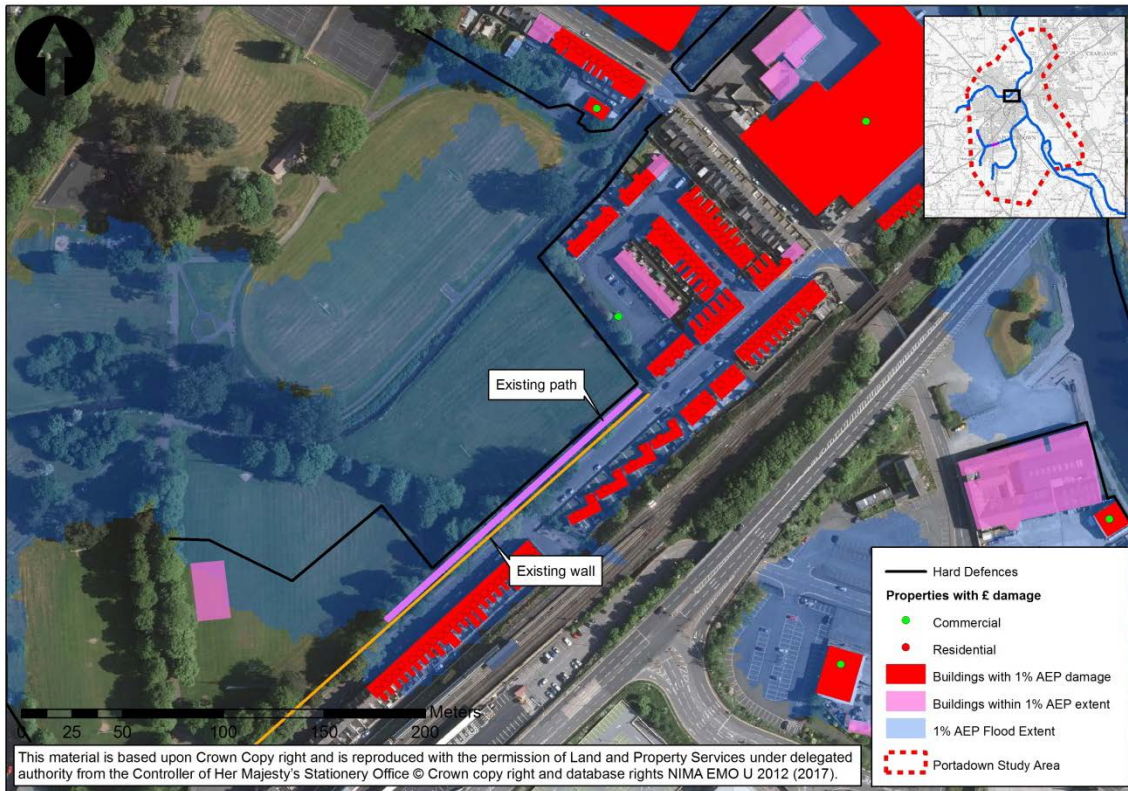 Existing path
Existing wall
0 25 50 100 150 200
Meters
This material is based upon Crown Copy right and is reproduced with the permission of Land and Property Services under delegated
authority from the Controller of Her Majesty's Stationery Office © Crown copy right and database rights NIMA EMO U 2012 (2017).
Hard Defences
Properties with £ damage
Commercial
Residential
Buildings with 1% AEP damage
Buildings within 1% AEP extent
1% AEP Flood Extent
Portadown Study Area